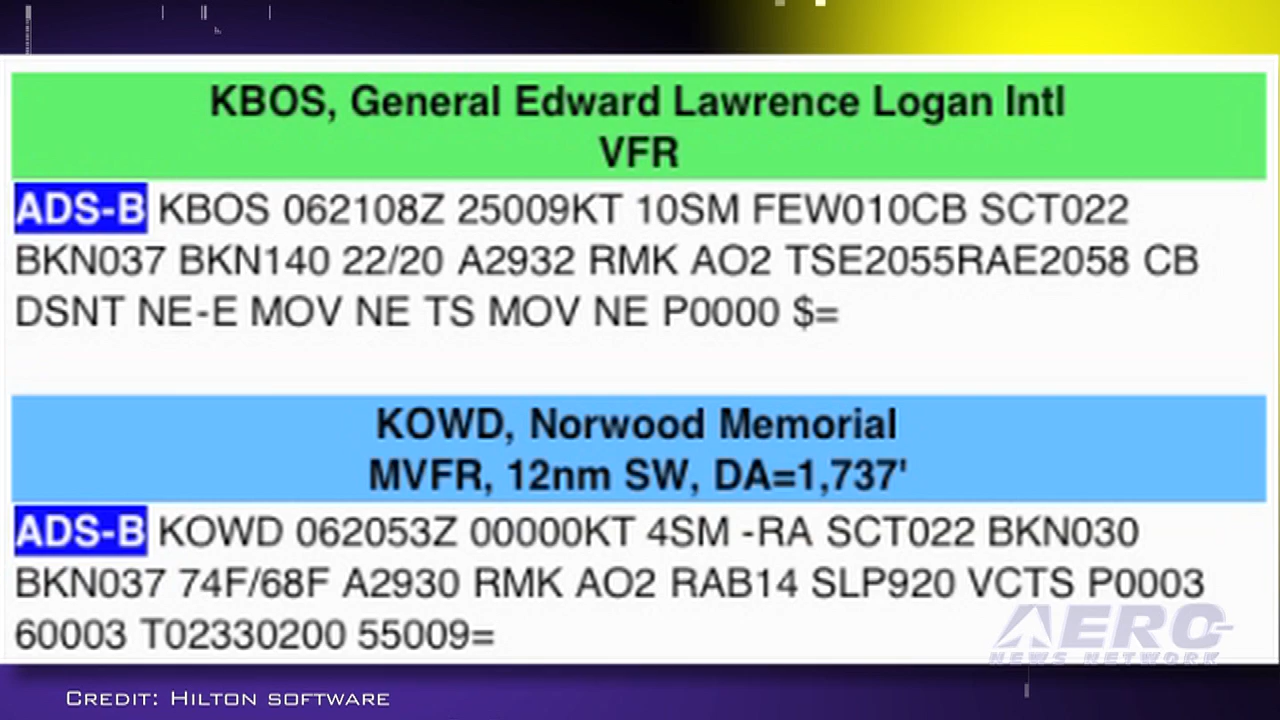 KBOS, General Edward Lawrence Logan Intl
VFR
ADS-B KBOS 062108Z 25009KT 10SM FEW010CB SCT022
BKN037 BKN140 22/20 A2932 RMK AO2 TSE2055RAE2058 CB
DSNT NE-E MOV NE TS MOV NE P0000 $=
KOWD, Norwood Memorial
MVFR, 12nm SW, DA=1,737'
ADS-B KOWD 062053Z 00000KT 4SM -RA SCT022 BKN030
BKN037 74F/68F A2930 RMK AO2 RAB14 SLP920 VCTS P0003
60003 T02330200 55009=
AERO
NEWS NETWORK
CREDIT: HILTON SOFTWARE